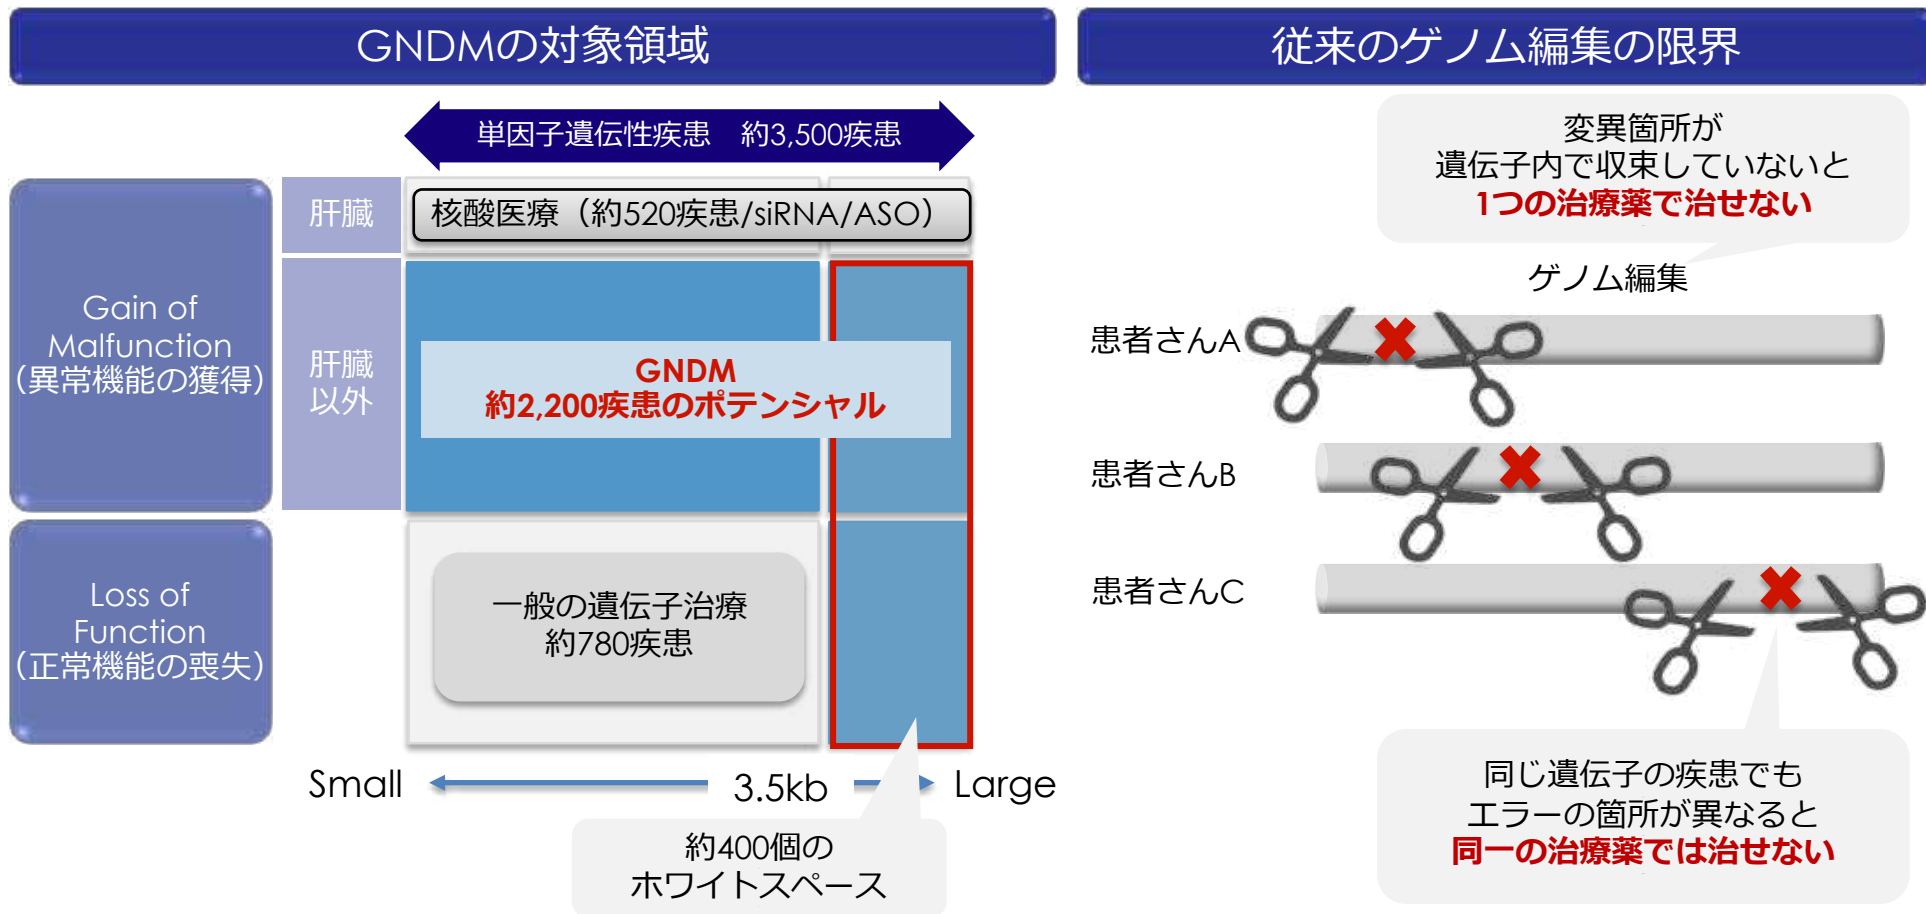 GNDMの対象領域
単因子遺伝性疾患　約3,500疾患
Gain of
Malfunction
（異常機能の獲得）
肝臓
核酸医療（約520疾患/siRNA/ASO）
肝臓
以外
GNDM
約2,200疾患のポテンシャル
Loss of
Function
（正常機能の喪失）
一般の遺伝子治療
約780疾患
Small
3.5kb
Large
約400個の
ホワイトスペース
従来のゲノム編集の限界
変異箇所が
遺伝子内で収束していないと
1つの治療薬で治せない
ゲノム編集
患者さんA
患者さんB
患者さんC
同じ遺伝子の疾患でも
エラーの箇所が異なると
同一の治療薬では治せない